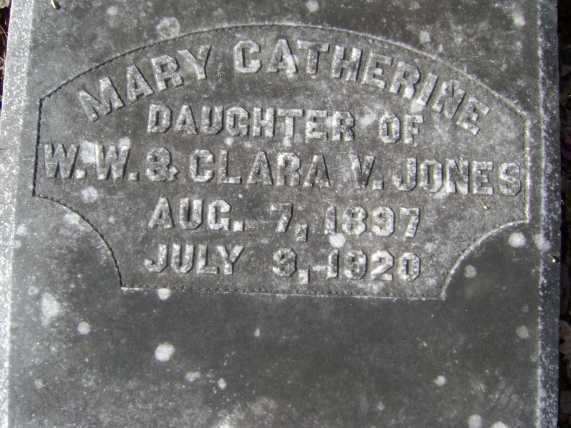 MARY CATHERINE
DAUGHTER OF
W.W. & CLARA V. JONES
AUG. 7, 1897
JULY 9, 1920